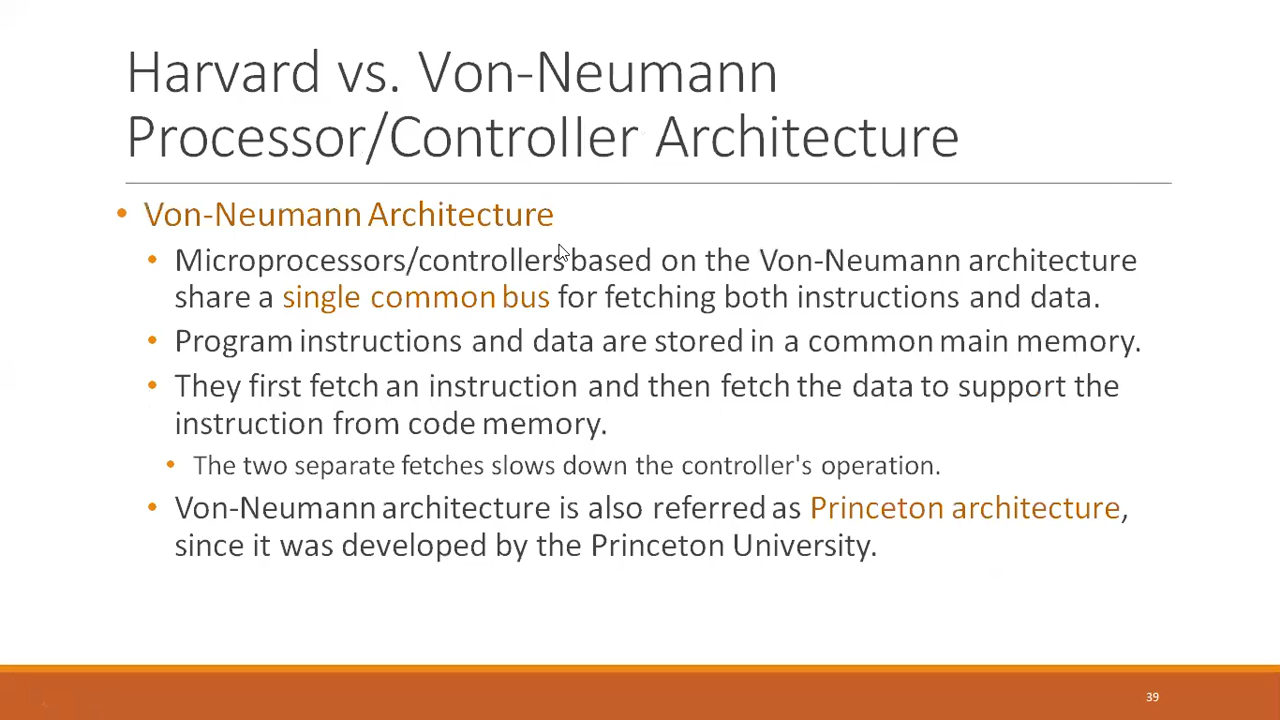 Harvard vs. Von-Neumann
Processor/Controller Architecture
• Von-Neumann Architecture
• Microprocessors/controllers based on the Von-Neumann architecture
share a single common bus for fetching both instructions and data.
• Program instructions and data are stored in a common main memory.
• They first fetch an instruction and then fetch the data to support the
instruction from code memory.
• The two separate fetches slows down the controller's operation.
• Von-Neumann architecture is also referred as Princeton architecture,
since it was developed by the Princeton University.
39